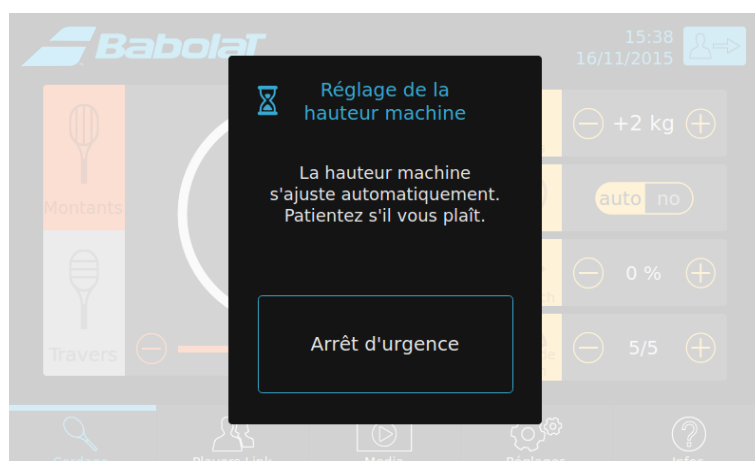 Babolat
15:38
16/11/2015
Réglage de la
hauteur machine
La hauteur machine
s'ajuste automatiquement.
Patientez s'il vous plaît.
Arrêt d'urgence
Montants
Travers
+2 kg
auto no
0 %
5/5
Cordage
Players Link
Media
Réglages
Infos